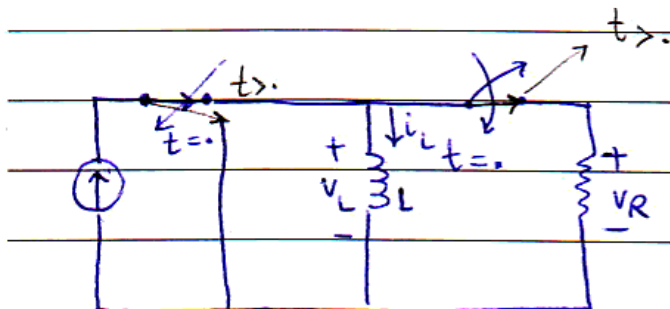 t>.
t>.
t=.
i_L
t=.
+
V_L
L
-
+
V_R
-